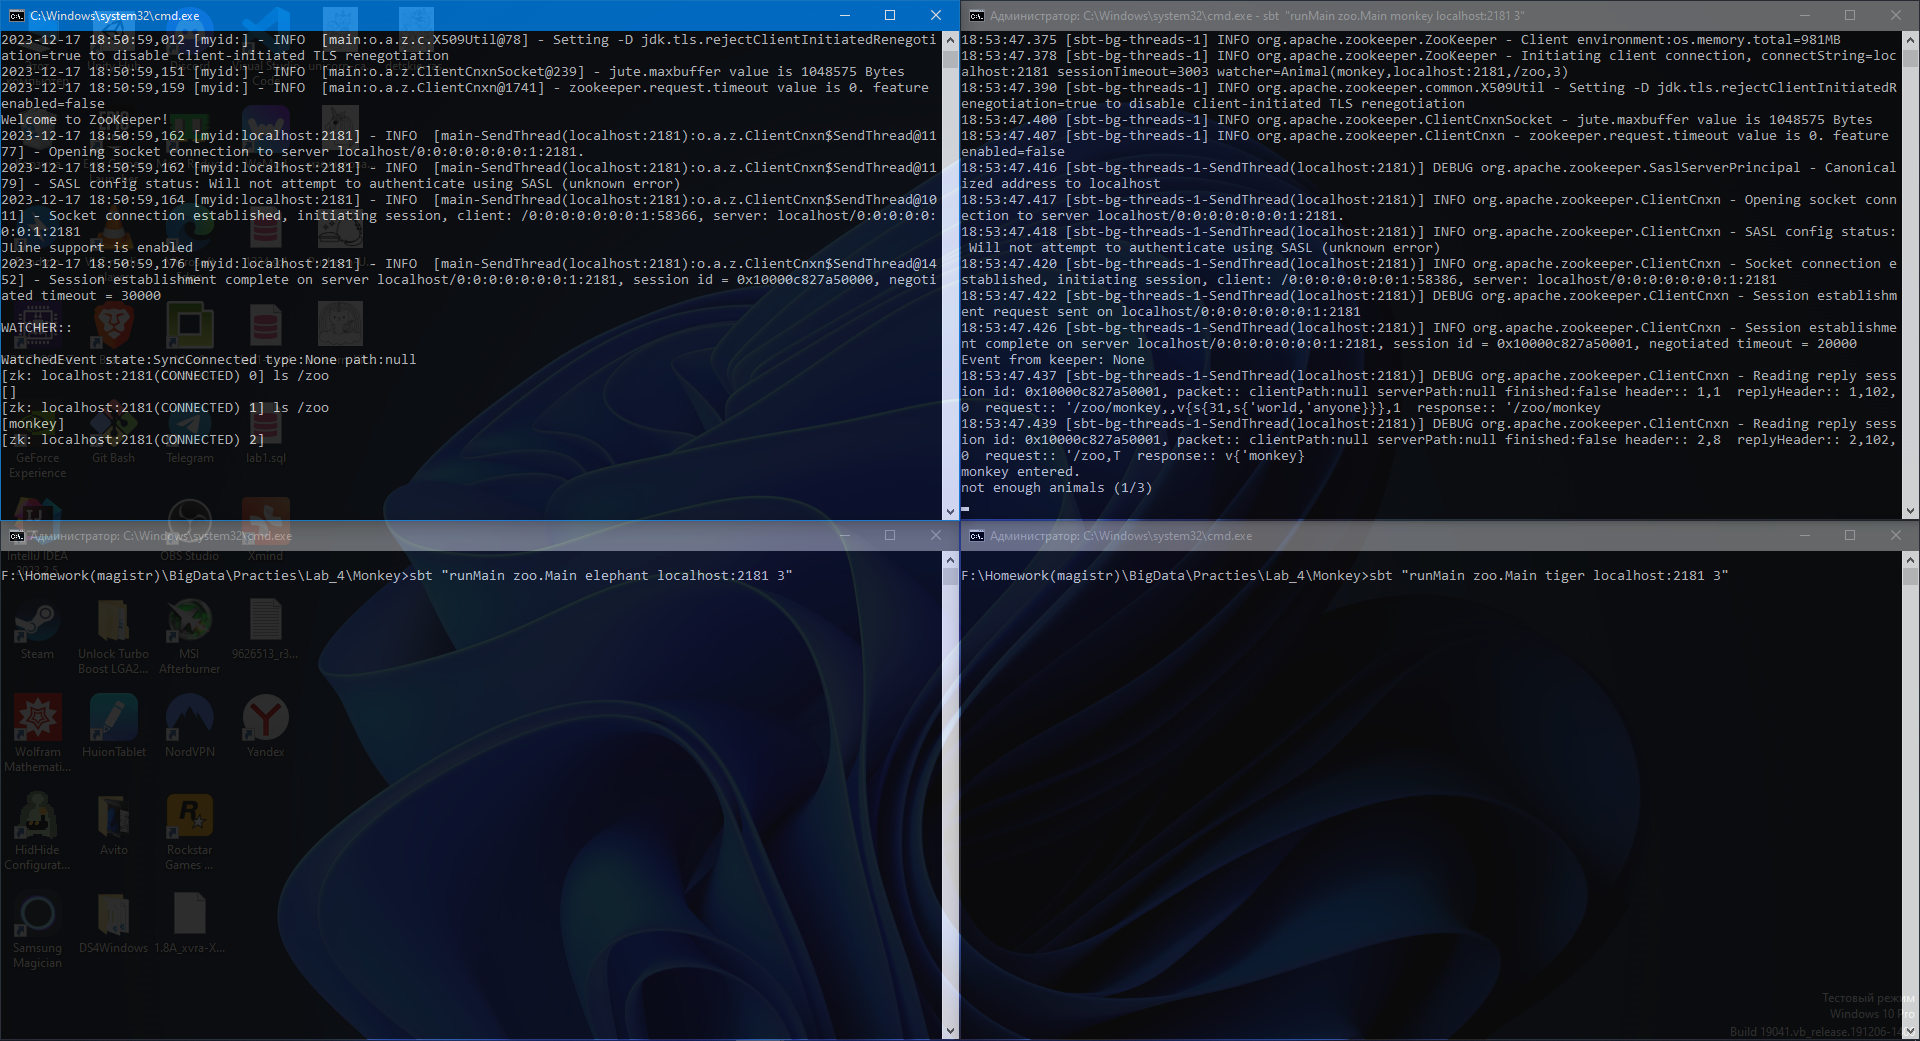 C:\Windows\system32\cmd.exe
2023-12-17 18:50:59,012 [myid:] - INFO  [main:o.a.z.c.X509Util@78] - Setting -D jdk.tls.rejectClientInitiatedRenegoti
ation=true to disable client-initiated TLS renegotiation
2023-12-17 18:50:59,151 [myid:] - INFO  [main:o.a.z.ClientCnxnSocket@239] - jute.maxbuffer value is 1048575 Bytes
2023-12-17 18:50:59,159 [myid:] - INFO  [main:o.a.z.ClientCnxn@1741] - zookeeper.request.timeout value is 0. feature
enabled=false
Welcome to ZooKeeper!
2023-12-17 18:50:59,162 [myid:localhost:2181] - INFO  [main-SendThread(localhost:2181):o.a.z.ClientCnxn$SendThread@11
77] - Opening socket connection to server localhost/0:0:0:0:0:0:0:1:2181.
2023-12-17 18:50:59,162 [myid:localhost:2181] - INFO  [main-SendThread(localhost:2181):o.a.z.ClientCnxn$SendThread@11
79] - SASL config status: Will not attempt to authenticate using SASL (unknown error)
2023-12-17 18:50:59,164 [myid:localhost:2181] - INFO  [main-SendThread(localhost:2181):o.a.z.ClientCnxn$SendThread@10
11] - Socket connection established, initiating session, client: /0:0:0:0:0:0:0:1:58366, server: localhost/0:0:0:0:0:
0:0:1:2181
JLine support is enabled
2023-12-17 18:50:59,176 [myid:localhost:2181] - INFO  [main-SendThread(localhost:2181):o.a.z.ClientCnxn$SendThread@14
52] - Session establishment complete on server localhost/0:0:0:0:0:0:0:1:2181, session id = 0x10000c827a50000, negoti
ated timeout = 30000
WATCHER::
WatchedEvent state:SyncConnected type:None path:null
[zk: localhost:2181(CONNECTED) 0] ls /zoo
[]
[zk: localhost:2181(CONNECTED) 1] ls /zoo
[monkey]
[zk: localhost:2181(CONNECTED) 2]
Администратор: C:\Windows\system32\cmd.exe - sbt  "runMain zoo.Main monkey localhost:2181 3"
18:53:47.375 [sbt-bg-threads-1] INFO org.apache.zookeeper.ZooKeeper - Client environment:os.memory.total=981MB
18:53:47.378 [sbt-bg-threads-1] INFO org.apache.zookeeper.ZooKeeper - Initiating client connection, connectString=loc
alhost:2181 sessionTimeout=3003 watcher=Animal(monkey,localhost:2181,/zoo,3)
18:53:47.390 [sbt-bg-threads-1] INFO org.apache.zookeeper.common.X509Util - Setting -D jdk.tls.rejectClientInitiatedR
enegotiation=true to disable client-initiated TLS renegotiation
18:53:47.400 [sbt-bg-threads-1] INFO org.apache.zookeeper.ClientCnxnSocket - jute.maxbuffer value is 1048575 Bytes
18:53:47.407 [sbt-bg-threads-1] INFO org.apache.zookeeper.ClientCnxn - zookeeper.request.timeout value is 0. feature
enabled=false
18:53:47.416 [sbt-bg-threads-1-SendThread(localhost:2181)] DEBUG org.apache.zookeeper.SaslServerPrincipal - Canonical
ized address to localhost
18:53:47.417 [sbt-bg-threads-1-SendThread(localhost:2181)] INFO org.apache.zookeeper.ClientCnxn - Opening socket conn
ection to server localhost/0:0:0:0:0:0:0:1:2181.
18:53:47.418 [sbt-bg-threads-1-SendThread(localhost:2181)] INFO org.apache.zookeeper.ClientCnxn - SASL config status:
 Will not attempt to authenticate using SASL (unknown error)
18:53:47.420 [sbt-bg-threads-1-SendThread(localhost:2181)] INFO org.apache.zookeeper.ClientCnxn - Socket connection e
stablished, initiating session, client: /0:0:0:0:0:0:0:1:58386, server: localhost/0:0:0:0:0:0:0:1:2181
18:53:47.422 [sbt-bg-threads-1-SendThread(localhost:2181)] DEBUG org.apache.zookeeper.ClientCnxn - Session establishm
ent request sent on localhost/0:0:0:0:0:0:0:1:2181
18:53:47.426 [sbt-bg-threads-1-SendThread(localhost:2181)] INFO org.apache.zookeeper.ClientCnxn - Session establishme
nt complete on server localhost/0:0:0:0:0:0:0:1:2181, session id = 0x10000c827a50001, negotiated timeout = 20000
Event from keeper: None
18:53:47.437 [sbt-bg-threads-1-SendThread(localhost:2181)] DEBUG org.apache.zookeeper.ClientCnxn - Reading reply sess
ion id: 0x10000c827a50001, packet:: clientPath:null serverPath:null finished:false header:: 1,1  replyHeader:: 1,102,
0  request:: '/zoo/monkey,,v{s{31,s{'world,'anyone}}},1  response:: '/zoo/monkey
18:53:47.439 [sbt-bg-threads-1-SendThread(localhost:2181)] DEBUG org.apache.zookeeper.ClientCnxn - Reading reply sess
ion id: 0x10000c827a50001, packet:: clientPath:null serverPath:null finished:false header:: 2,8  replyHeader:: 2,102,
0  request:: '/zoo,T  response:: v{'monkey}
monkey entered.
not enough animals (1/3)
GeForce Experience
Git Bash
Telegram
lab1.sql
Администратор: C:\Windows\system32\cmd.exe
F:\Homework(magistr)\BigData\Practies\Lab_4\Monkey>sbt "runMain zoo.Main elephant localhost:2181 3"
Администратор: C:\Windows\system32\cmd.exe
F:\Homework(magistr)\BigData\Practies\Lab_4\Monkey>sbt "runMain zoo.Main tiger localhost:2181 3"
IntelliJ IDEA
OBS Studio
Xmind
Steam
Unlock Turbo Boost LGA2...
MSI Afterburner
9626513_r3...
Wolfram Mathemati...
HuionTablet
NordVPN
Yandex
HidHide Configurat...
Avito
Rockstar Games ...
Samsung Magician
DS4Windows
1.8A_xvra-X...
Тестовый режим
Windows 10 Pro
Build 19041.vb_release.191206-14